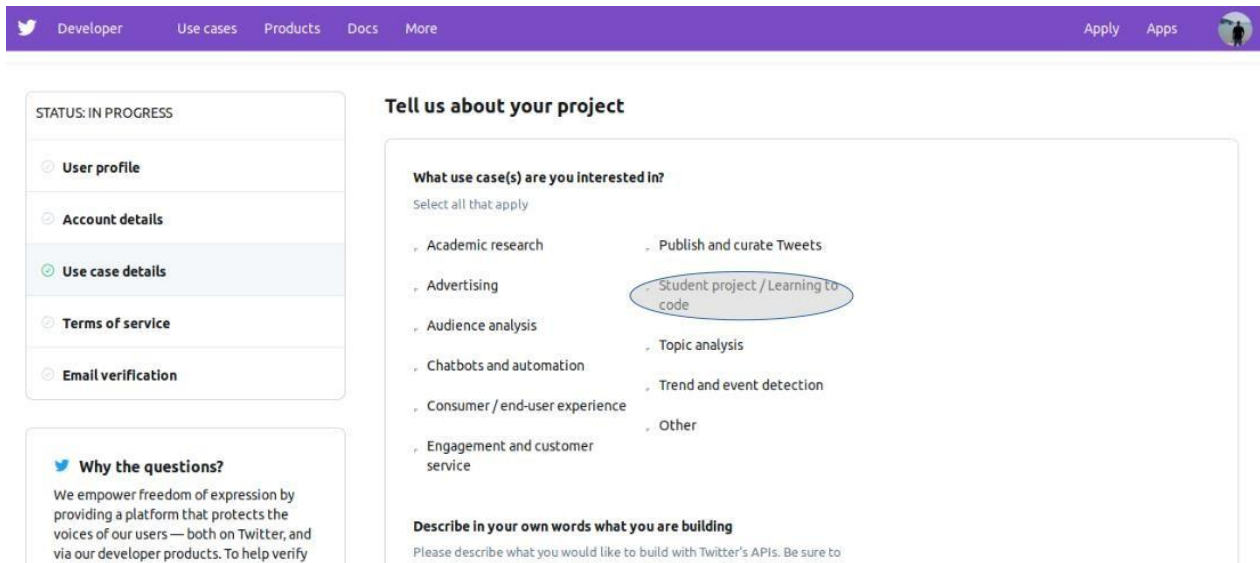 Developer Use cases Products Docs More Apply Apps
STATUS: IN PROGRESS
User profile
Account details
Use case details
Terms of service
Email verification
Why the questions?
We empower freedom of expression by
providing a platform that protects the
voices of our users — both on Twitter, and
via our developer products. To help verify
Tell us about your project
What use case(s) are you interested in?
Select all that apply
Academic research
Advertising
Audience analysis
Chatbots and automation
Consumer / end-user experience
Engagement and customer
service
Publish and curate Tweets
Student project / Learning to
code
Topic analysis
Trend and event detection
Other
Describe in your own words what you are building
Please describe what you would like to build with Twitter's APIs. Be sure to